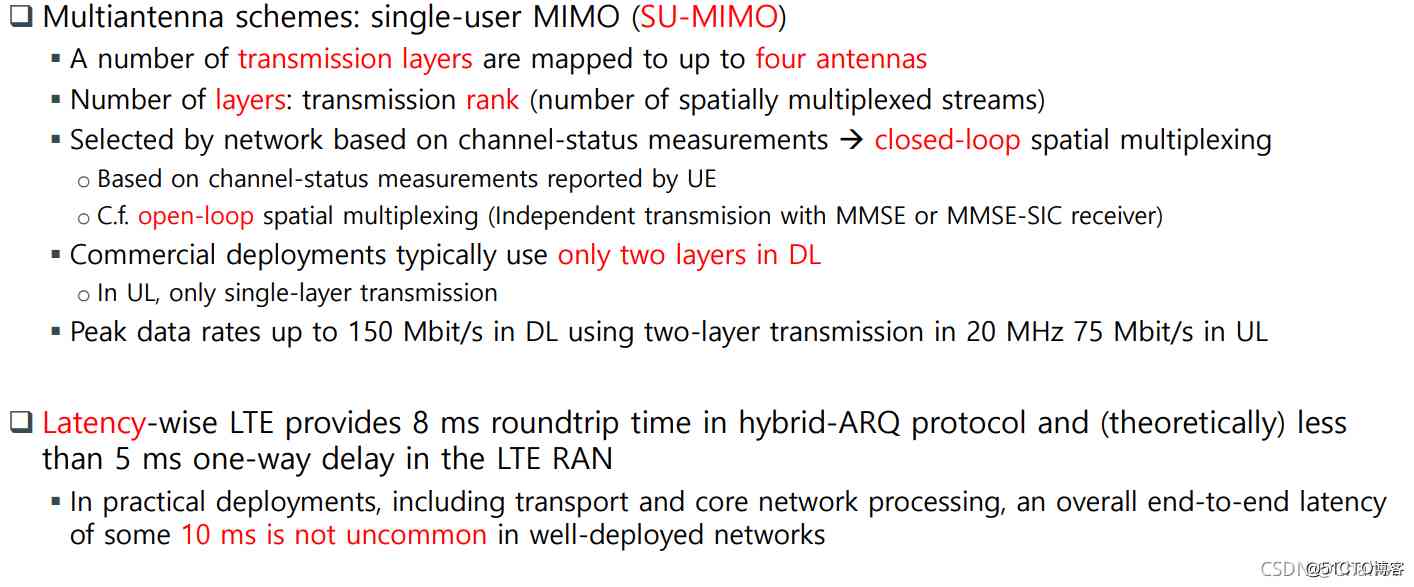 ❑ Multiantenna schemes: single-user MIMO (SU-MIMO)
▪ A number of transmission layers are mapped to up to four antennas
▪ Number of layers: transmission rank (number of spatially multiplexed streams)
▪ Selected by network based on channel-status measurements → closed-loop spatial multiplexing
○ Based on channel-status measurements reported by UE
○ C.f. open-loop spatial multiplexing (Independent transmision with MMSE or MMSE-SIC receiver)
▪ Commercial deployments typically use only two layers in DL
○ In UL, only single-layer transmission
▪ Peak data rates up to 150 Mbit/s in DL using two-layer transmission in 20 MHz 75 Mbit/s in UL
❑ Latency-wise LTE provides 8 ms roundtrip time in hybrid-ARQ protocol and (theoretically) less
than 5 ms one-way delay in the LTE RAN
▪ In practical deployments, including transport and core network processing, an overall end-to-end latency
of some 10 ms is not uncommon in well-deployed networks
CSDN @51CTO博客